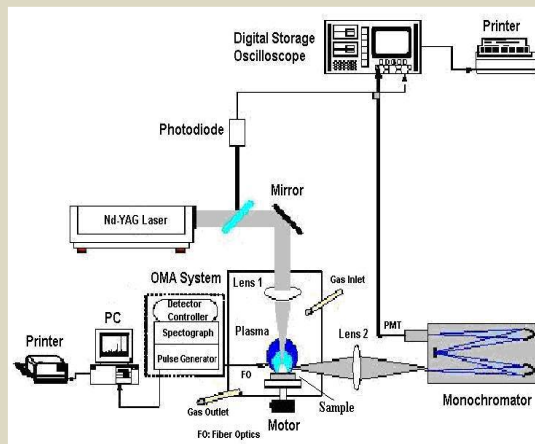 Printer
Digital Storage
Oscilloscope
Photodiode
Mirror
Nd-YAG Laser
OMA System
Lens 1
Gas Inlet
Detector
Controller
PC
Plasma
Lens 2
PMT
Spectograph
Printer
Pulse Generator
FO
Sample
Monochromator
Gas Outlet
Motor
FO: Fiber Optics